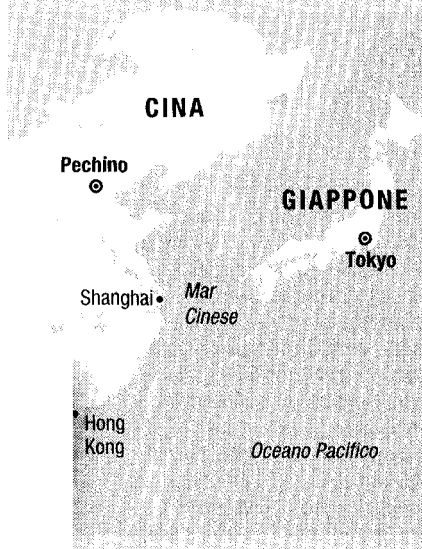 CINA
Pechino
GIAPPONE
Tokyo
Shanghai
Mar
Cinese
Hong
Kong
Oceano Pacifico